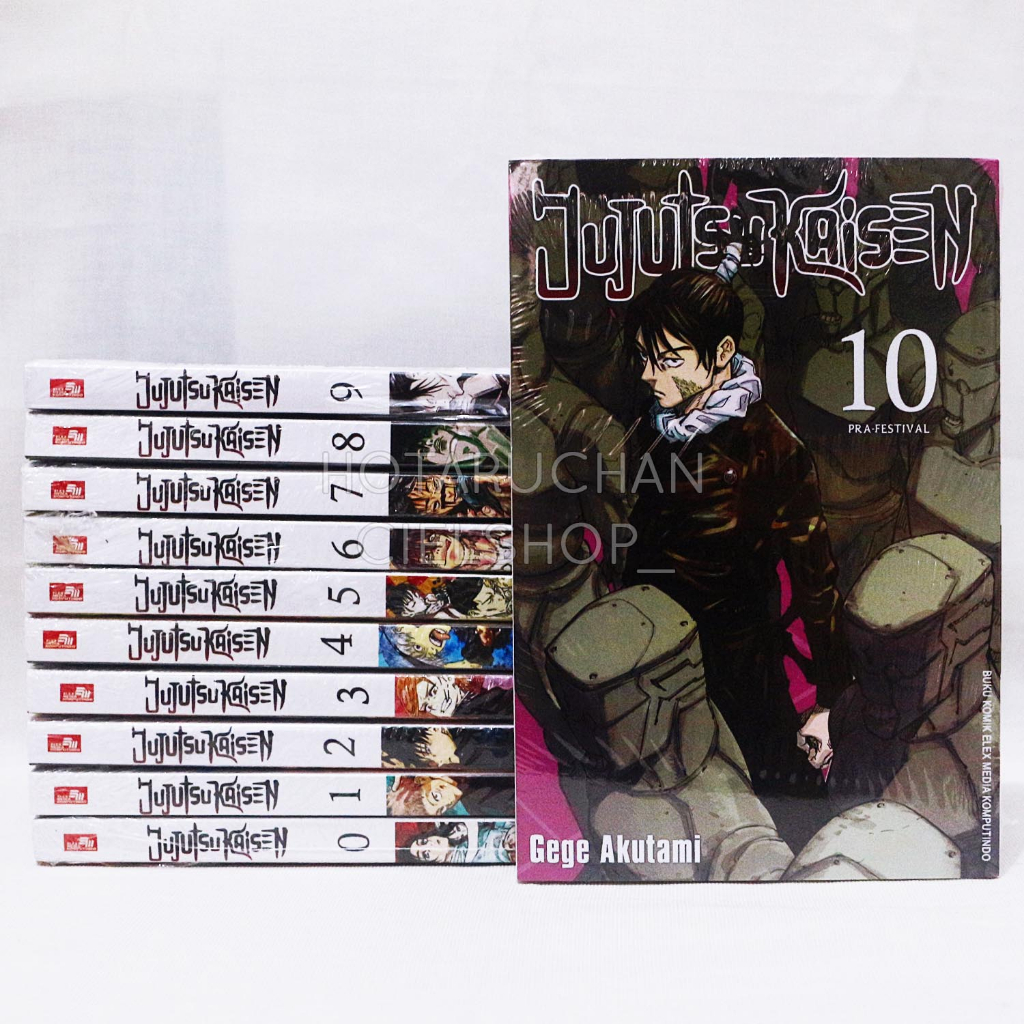 JUJUTSU KAISEN
10
PRA-FESTIVAL
Gege Akutami
BUKU KOMIK ELEX MEDIA KOMPUTINDO
JUJUTSU KAISEN 9
JUJUTSU KAISEN 8
JUJUTSU KAISEN 7
JUJUTSU KAISEN 6
JUJUTSU KAISEN 5
JUJUTSU KAISEN 4
JUJUTSU KAISEN 3
JUJUTSU KAISEN 2
JUJUTSU KAISEN 1
JUJUTSU KAISEN 0
HOTARUCHAN